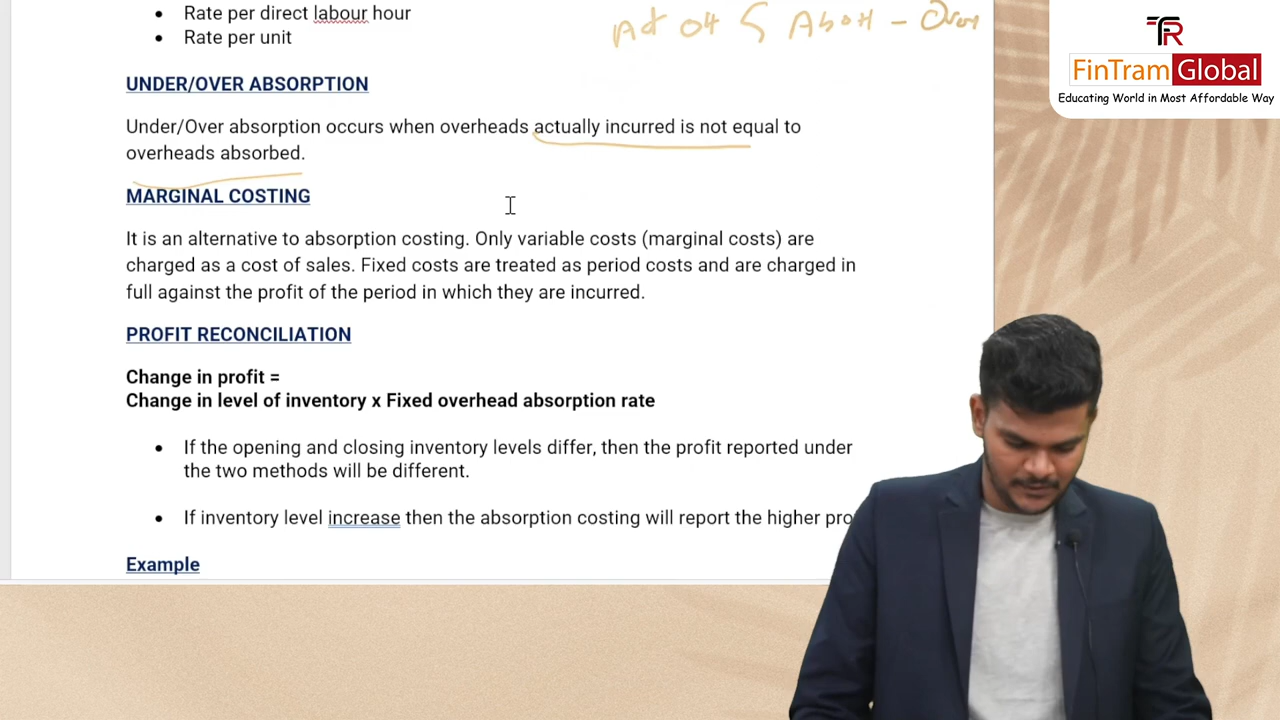 Rate per direct labour hour
Rate per unit
UNDER/OVER ABSORPTION
Under/Over absorption occurs when overheads actually incurred is not equal to
overheads absorbed.
MARGINAL COSTING
It is an alternative to absorption costing. Only variable costs (marginal costs) are
charged as a cost of sales. Fixed costs are treated as period costs and are charged in
full against the profit of the period in which they are incurred.
PROFIT RECONCILIATION
Change in profit =
Change in level of inventory x Fixed overhead absorption rate
If the opening and closing inventory levels differ, then the profit reported under
the two methods will be different.
If inventory level increase then the absorption costing will report the higher
Example
TR
FinTram Global
Educating World in Most Affordable Way